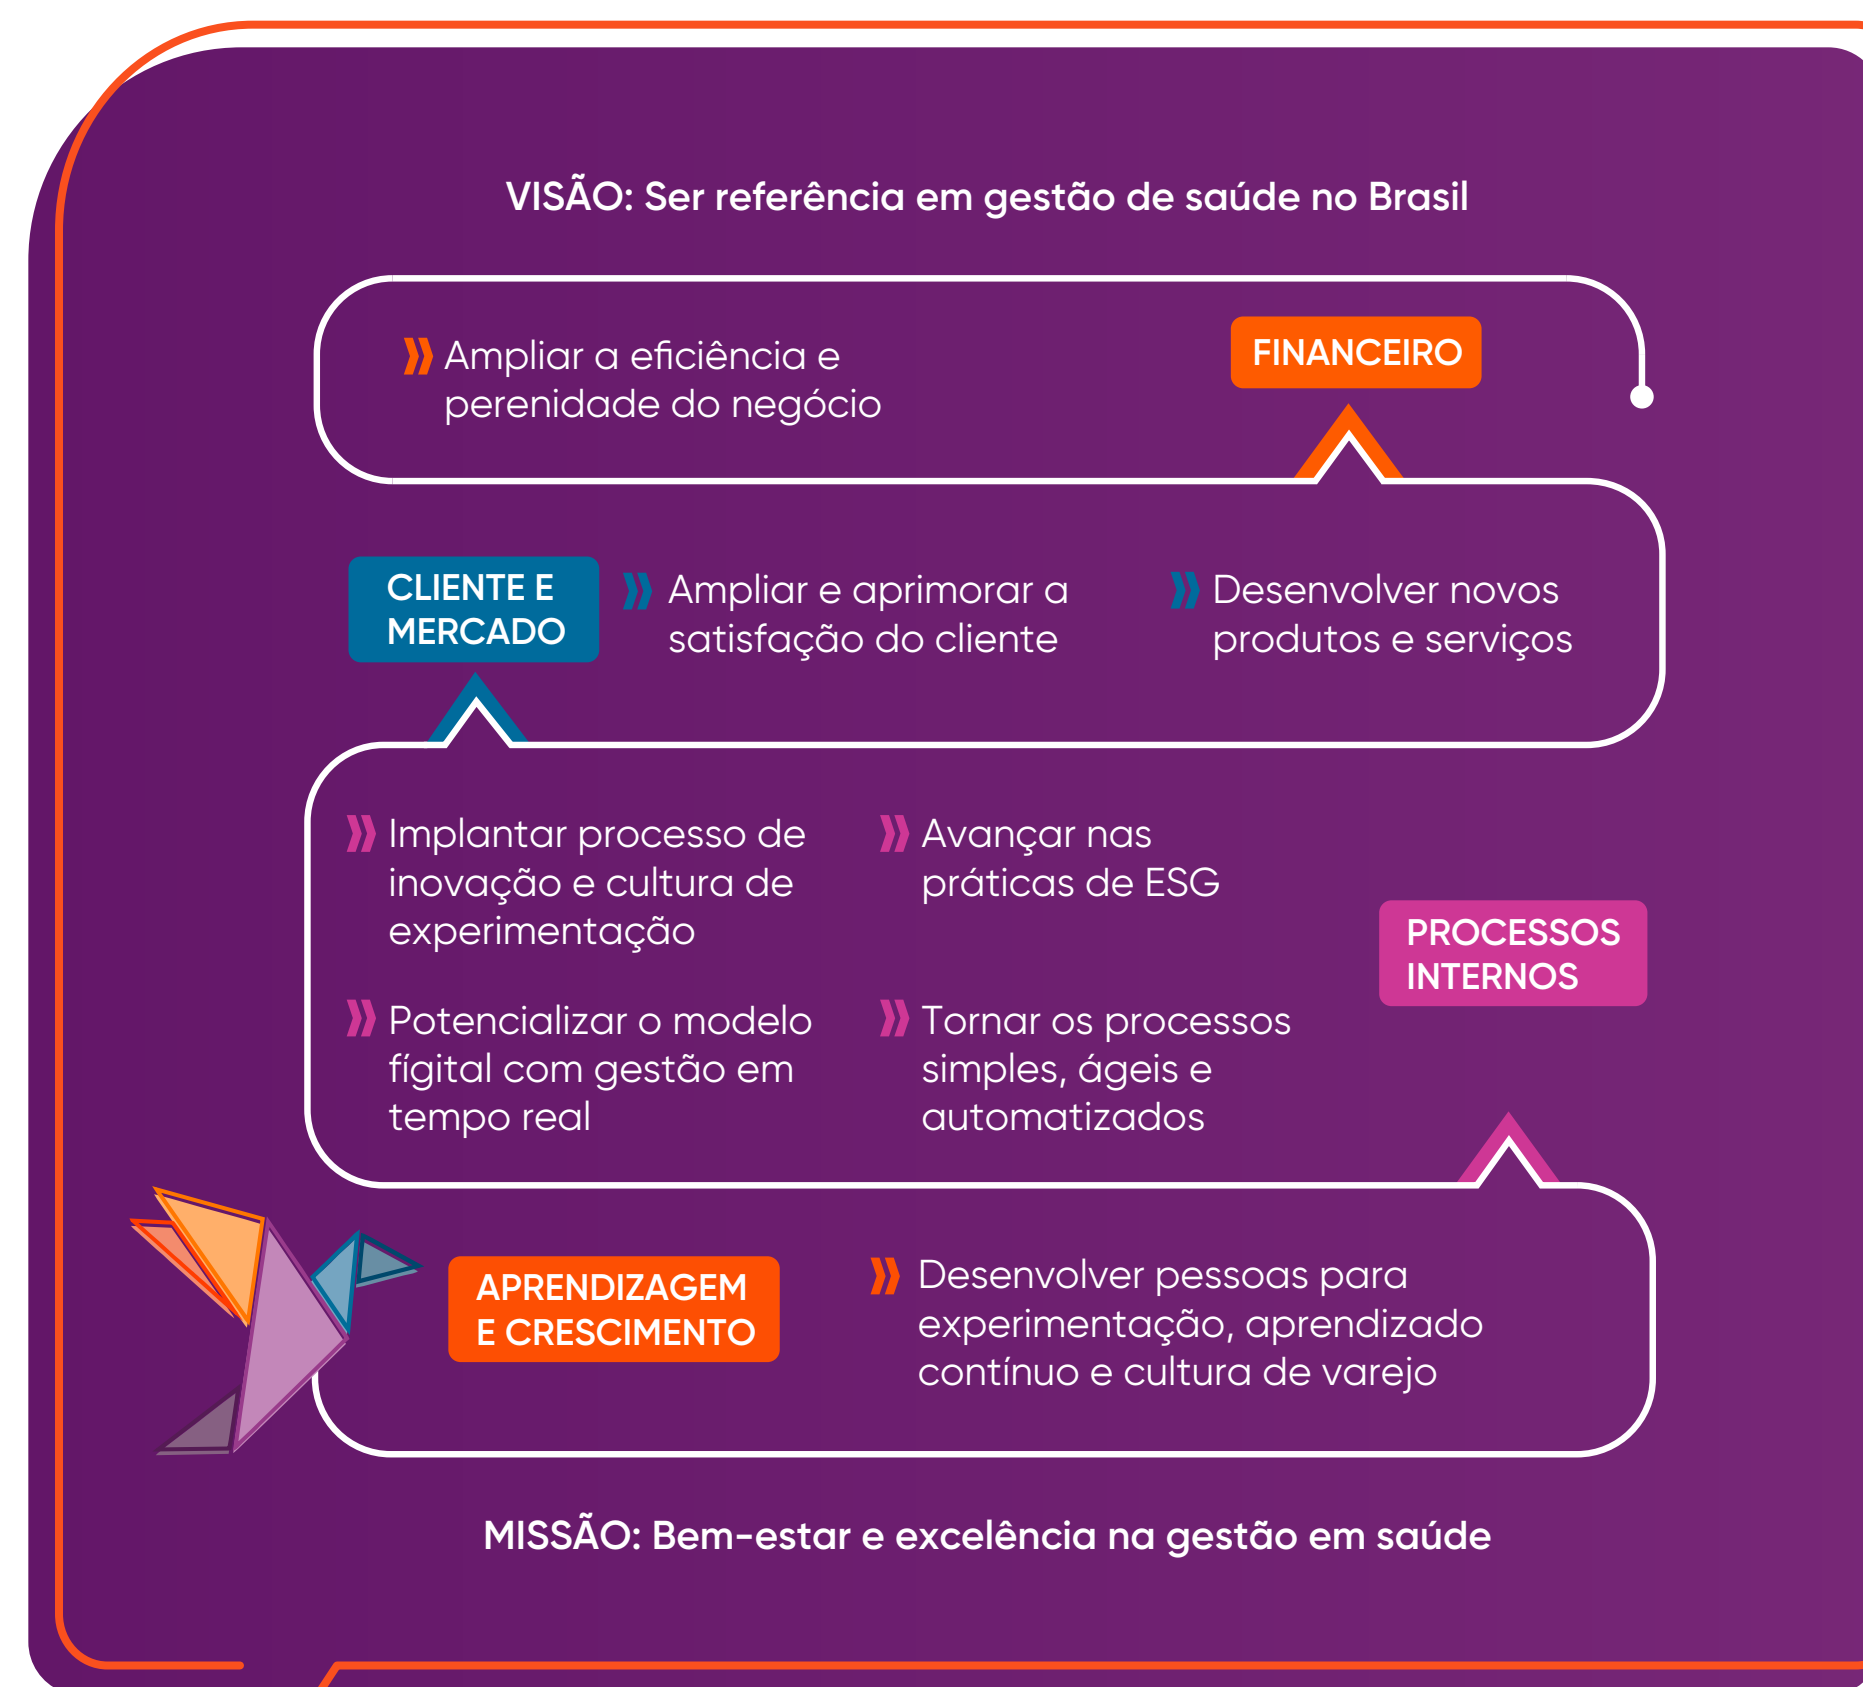 VISÃO: Ser referência em gestão de saúde no Brasil
Ampliar a eficiência e
perenidade do negócio
FINANCEIRO
CLIENTE E
MERCADO
Ampliar e aprimorar a
satisfação do cliente
Desenvolver novos
produtos e serviços
Implantar processo de
inovação e cultura de
experimentação
Avançar nas
práticas de ESG
Potencializar o modelo
fígital com gestão em
tempo real
Tornar os processos
simples, ágeis e
automatizados
PROCESSOS
INTERNOS
APRENDIZAGEM
E CRESCIMENTO
Desenvolver pessoas para
experimentação, aprendizado
contínuo e cultura de varejo
MISSÃO: Bem-estar e excelência na gestão em saúde